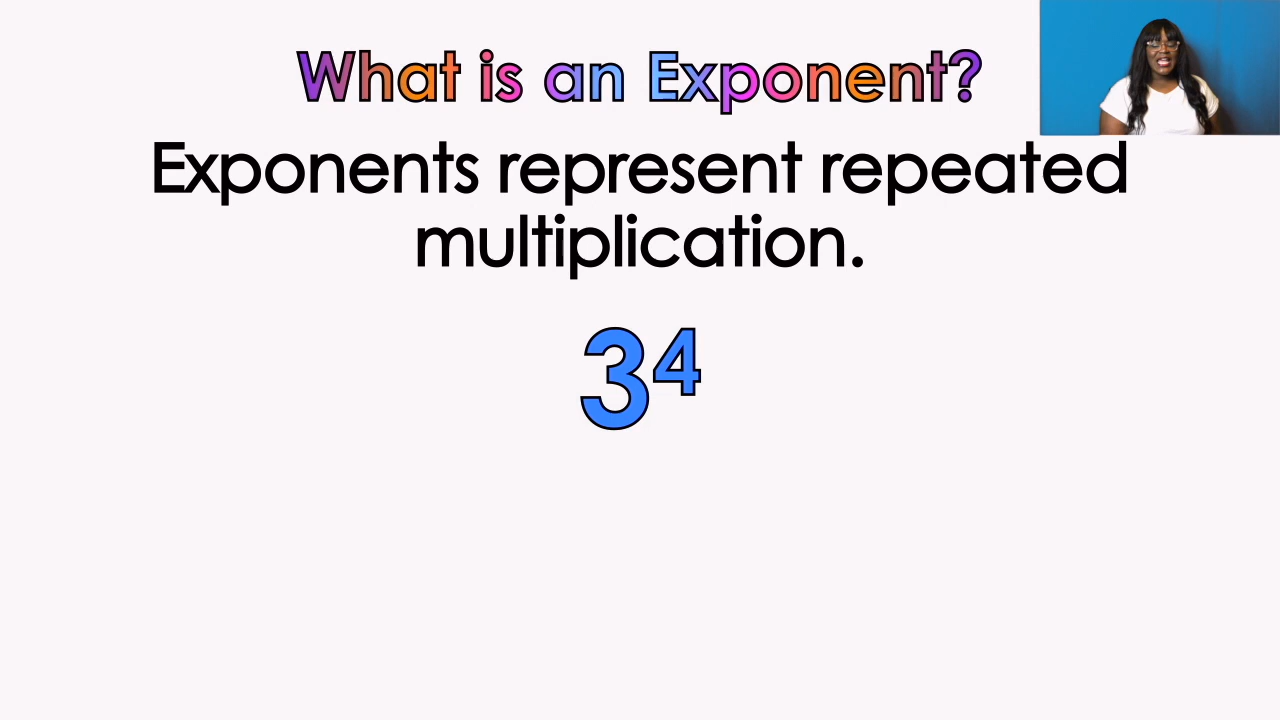 What is an Exponent?
Exponents represent repeated
multiplication.
3⁴